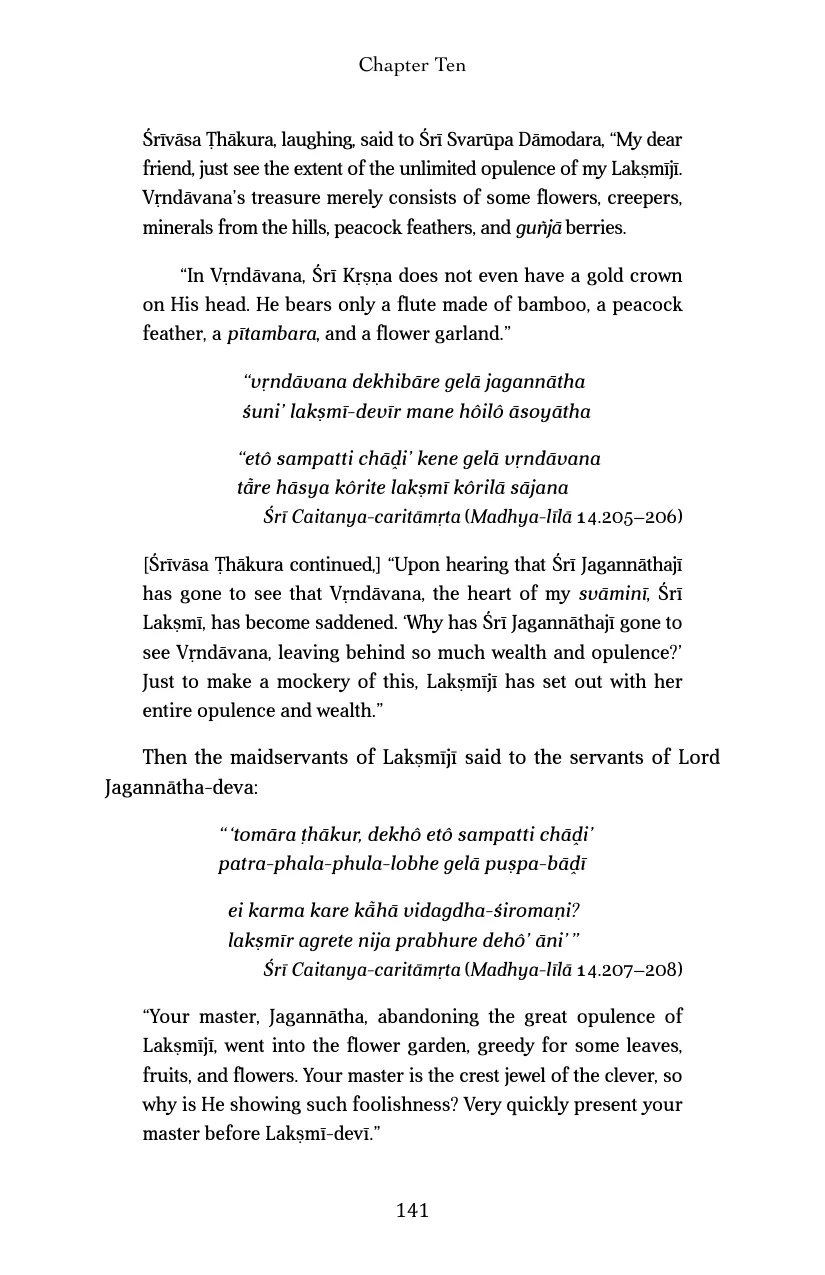 Chapter Ten
Śrīvāsa Ṭhākura, laughing, said to Śrī Svarūpa Dāmodara, “My dear
friend, just see the extent of the unlimited opulence of my Lakṣmījī.
Vṛndāvana’s treasure merely consists of some flowers, creepers,
minerals from the hills, peacock feathers, and guñjā berries.
“In Vṛndāvana, Śrī Kṛṣṇa does not even have a gold crown
on His head. He bears only a flute made of bamboo, a peacock
feather, a pītambara, and a flower garland.”
“vṛndāvana dekhibāre gelā jagannātha
śuni’ lakṣmī-devīr mane hôilô āsoyātha
“etô sampatti chāḍ̮i’ kene gelā vṛndāvana
tā̐re hāsya kôrite lakṣmī kôrilā sājana
Śrī Caitanya-caritāmṛta (Madhya-līlā 14.205–206)
[Śrīvāsa Ṭhākura continued,] “Upon hearing that Śrī Jagannāthajī
has gone to see that Vṛndāvana, the heart of my svāminī, Śrī
Lakṣmī, has become saddened. ‘Why has Śrī Jagannāthajī gone to
see Vṛndāvana, leaving behind so much wealth and opulence?’
Just to make a mockery of this, Lakṣmījī has set out with her
entire opulence and wealth.”
Then the maidservants of Lakṣmījī said to the servants of Lord
Jagannātha-deva:
“ ‘tomāra ṭhākur, dekhô etô sampatti chāḍ̮i’
patra-phala-phula-lobhe gelā puṣpa-bāḍ̮ī
ei karma kare kā̐hā vidagdha-śiromaṇi?
lakṣmīr agrete nija prabhure dehô’ āni’ ”
Śrī Caitanya-caritāmṛta (Madhya-līlā 14.207–208)
“Your master, Jagannātha, abandoning the great opulence of
Lakṣmījī, went into the flower garden, greedy for some leaves,
fruits, and flowers. Your master is the crest jewel of the clever, so
why is He showing such foolishness? Very quickly present your
master before Lakṣmī-devī.”
141